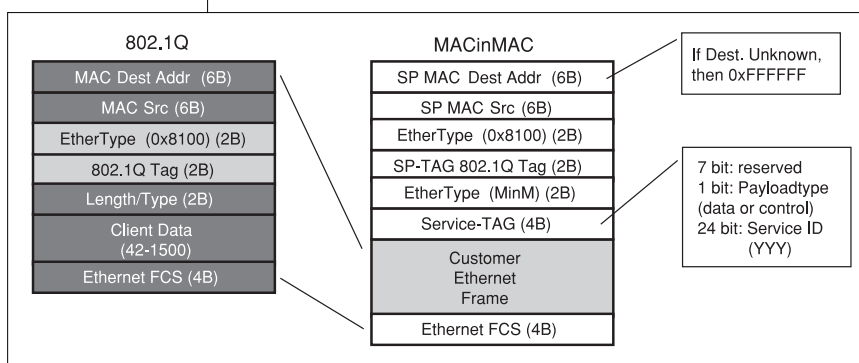 802.1Q
MAC Dest Addr (6B)
MAC Src (6B)
EtherType (0x8100) (2B)
802.1Q Tag (2B)
Length/Type (2B)
Client Data
(42-1500)
Ethernet FCS (4B)
MACinMAC
SP MAC Dest Addr (6B)
SP MAC Src (6B)
EtherType (0x8100) (2B)
SP-TAG 802.1Q Tag (2B)
EtherType (MinM) (2B)
Service-TAG (4B)
Customer
Ethernet
Frame
Ethernet FCS (4B)
If Dest. Unknown,
then 0xFFFFFF
7 bit: reserved
1 bit: Payloadtype
(data or control)
24 bit: Service ID
(YYY)